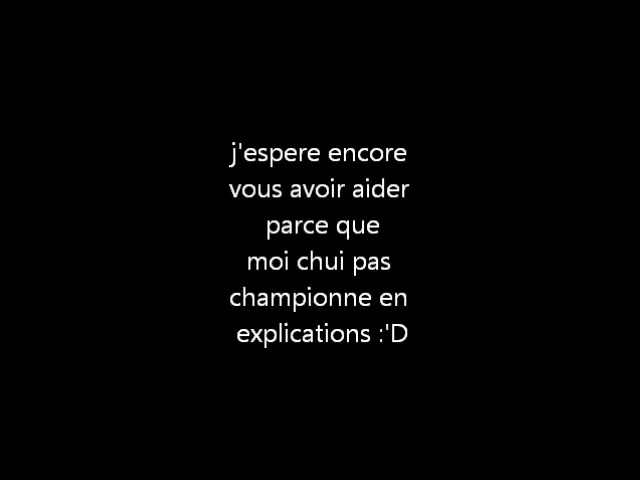 j'espere encore
vous avoir aider
parce que
moi chui pas
championne en
explications :'D